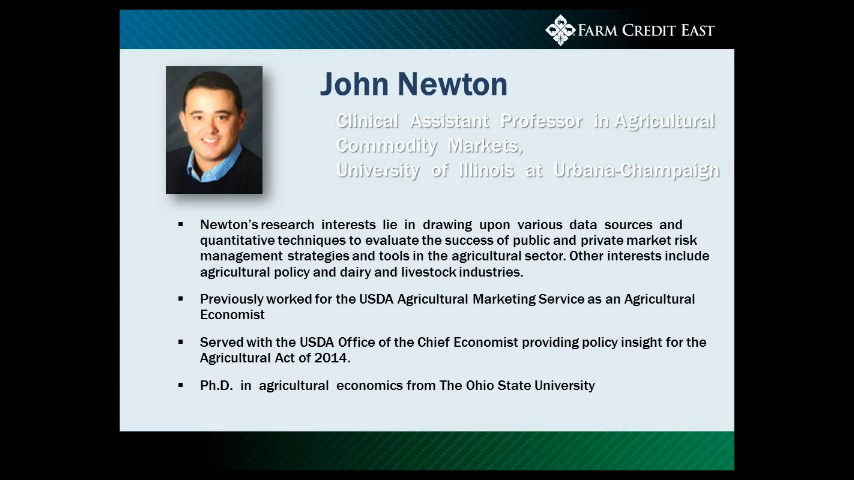 FARM CREDIT EAST
John Newton
Clinical Assistant Professor in Agricultural
Commodity Markets,
University of Illinois at Urbana-Champaign
▪ Newton's research interests lie in drawing upon various data sources and
quantitative techniques to evaluate the success of public and private market risk
management strategies and tools in the agricultural sector. Other interests include
agricultural policy and dairy and livestock industries.
▪ Previously worked for the USDA Agricultural Marketing Service as an Agricultural
Economist
▪ Served with the USDA Office of the Chief Economist providing policy insight for the
Agricultural Act of 2014.
▪ Ph.D. in agricultural economics from The Ohio State University